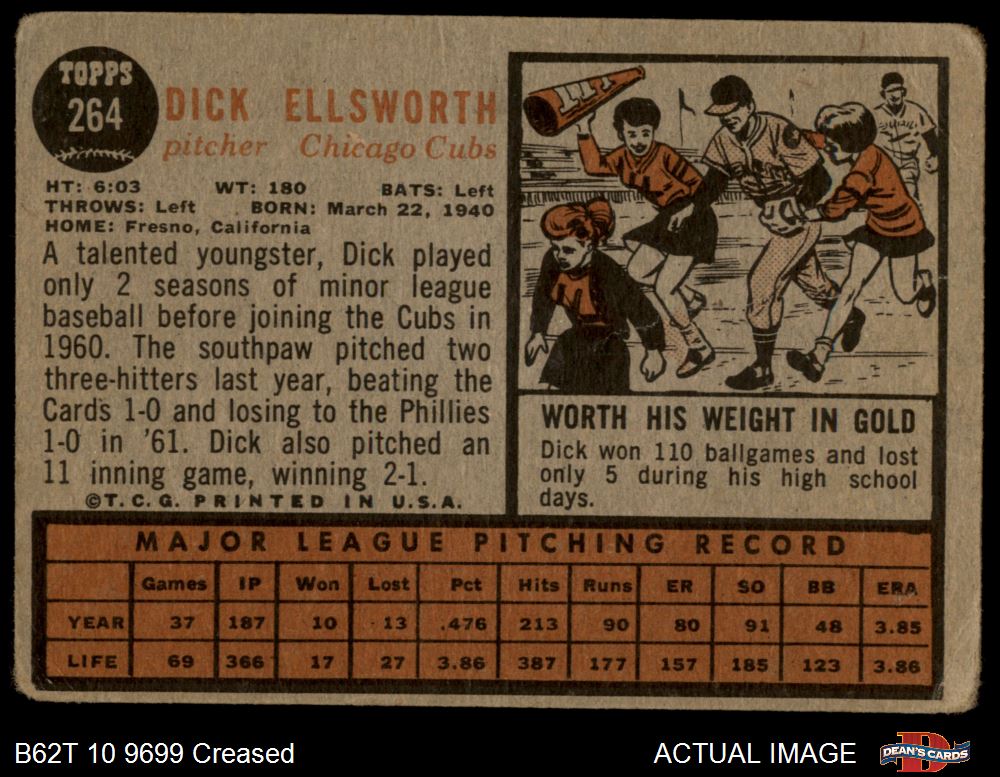 TOPPS
264
DICK ELLSWORTH
pitcher Chicago Cubs
HT: 6:03 WT: 180 BATS: Left
THROWS: Left BORN: March 22, 1940
HOME: Fresno, California
A talented youngster, Dick played
only 2 seasons of minor league
baseball before joining the Cubs in
1960. The southpaw pitched two
three-hitters last year, beating the
Cards 1-0 and losing to the Phillies
1-0 in '61. Dick also pitched an
11 inning game, winning 2-1.
©T.C.G. PRINTED IN U.S.A.
WORTH HIS WEIGHT IN GOLD
Dick won 110 ballgames and lost
only 5 during his high school
days.
MAJOR LEAGUE PITCHING RECORD
Games IP Won Lost Pct Hits Runs ER SO BB ERA
YEAR 37 187 10 13 .476 213 90 80 91 48 3.85
LIFE 69 366 17 27 3.86 387 177 157 185 123 3.86
B62T 10 9699 Creased
ACTUAL IMAGE
DEAN'S CARDS